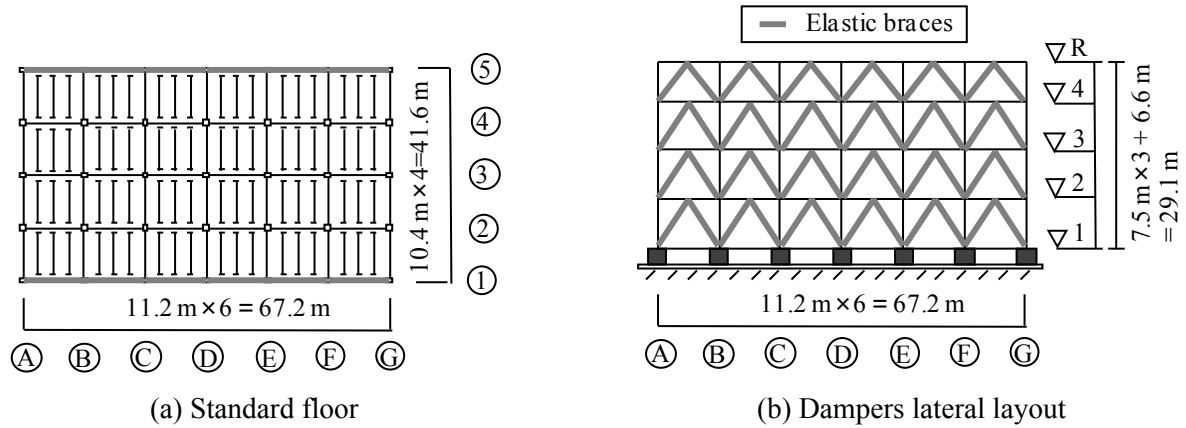 Elastic braces
5
4
3
2
1
10.4 m×4=41.6 m
11.2 m×6 = 67.2 m
A B C D E F G
(a) Standard floor
R
4
3
2
1
7.5 m×3 + 6.6 m
= 29.1 m
11.2 m×6 = 67.2 m
A B C D E F G
(b) Dampers lateral layout